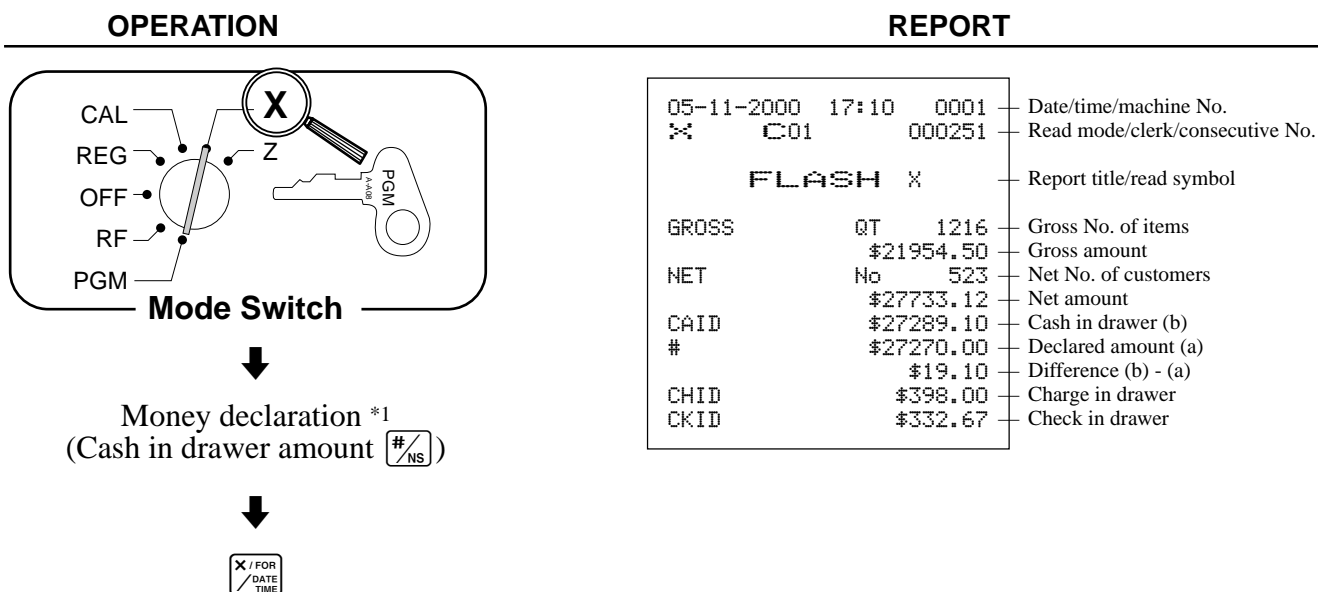 OPERATION
REPORT
CAL
REG
OFF
RF
PGM
X
Z
PGM
A-A08
Mode Switch
Money declaration *1
(Cash in drawer amount #/NS)
X / FOR
DATE
TIME
05-11-2000 17:10 0001
X C01 000251
FLASH X
GROSS QT 1216
$21954.50
NET No 523
$27733.12
CAID $27289.10
# $27270.00
$19.10
CHID $398.00
CKID $332.67
Date/time/machine No.
Read mode/clerk/consecutive No.
Report title/read symbol
Gross No. of items
Gross amount
Net No. of customers
Net amount
Cash in drawer (b)
Declared amount (a)
Difference (b) - (a)
Charge in drawer
Check in drawer